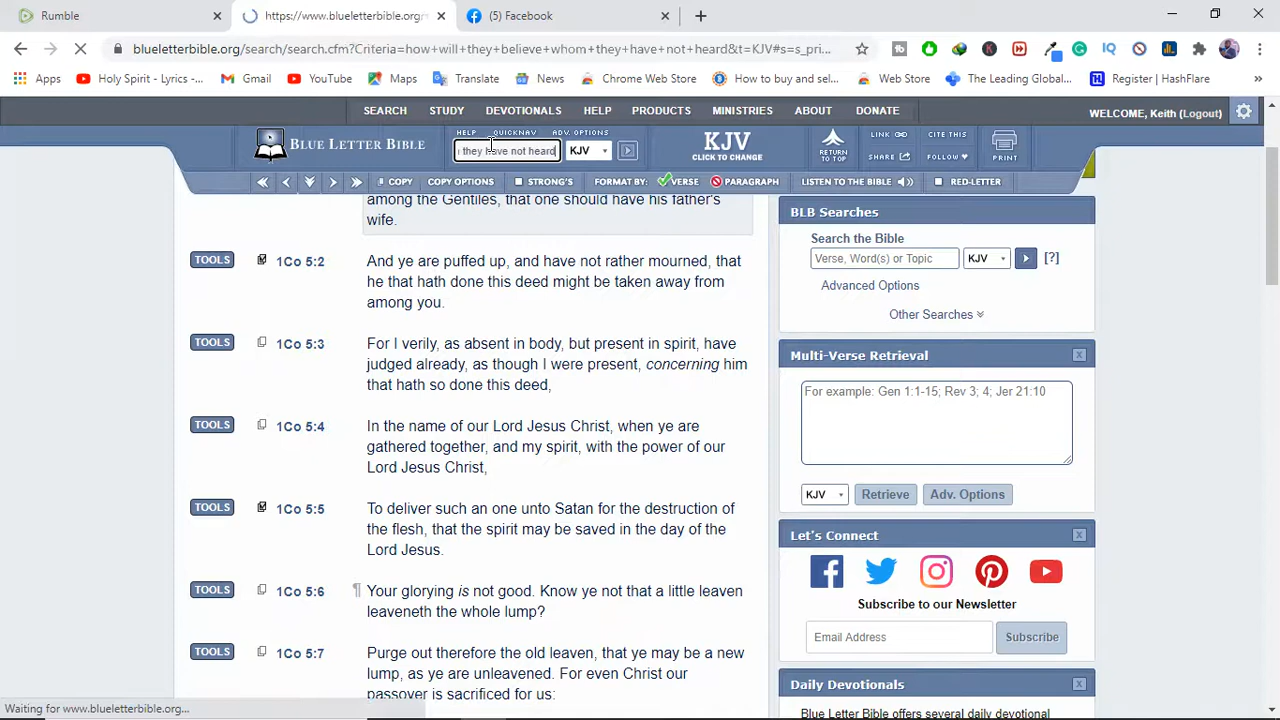 Rumble
https://www.blueletterbible.org
(5) Facebook
blueletterbible.org/search/search.cfm?Criteria=how+will+they+believe+whom+they+have+not+heard&t=KJV#s=s_pri...
Apps Holy Spirit - Lyrics -... Gmail YouTube Maps Translate News Chrome Web Store How to buy and sel... Web Store The Leading Global... Register | HashFlare
SEARCH STUDY DEVOTIONALS HELP PRODUCTS MINISTRIES ABOUT DONATE
WELCOME, Keith (Logout)
BLUE LETTER BIBLE
HELP QUICKNAV ADV. OPTIONS
they have not heard KJV
KJV
CLICK TO CHANGE
RETURN
TO TOP
LINK
SHARE
CITE THIS
FOLLOW
PRINT
COPY COPY OPTIONS STRONG'S FORMAT BY: VERSE PARAGRAPH LISTEN TO THE BIBLE RED-LETTER
among the Gentiles, that one should have his father's
wife.
TOOLS 1Co 5:2 And ye are puffed up, and have not rather mourned, that
he that hath done this deed might be taken away from
among you.
TOOLS 1Co 5:3 For I verily, as absent in body, but present in spirit, have
judged already, as though I were present, concerning him
that hath so done this deed,
TOOLS 1Co 5:4 In the name of our Lord Jesus Christ, when ye are
gathered together, and my spirit, with the power of our
Lord Jesus Christ,
TOOLS 1Co 5:5 To deliver such an one unto Satan for the destruction of
the flesh, that the spirit may be saved in the day of the
Lord Jesus.
TOOLS 1Co 5:6 ¶ Your glorying is not good. Know ye not that a little leaven
leaveneth the whole lump?
TOOLS 1Co 5:7 Purge out therefore the old leaven, that ye may be a new
lump, as ye are unleavened. For even Christ our
passover is sacrificed for us:
BLB Searches
Search the Bible
Verse, Word(s) or Topic KJV [?]
Advanced Options
Other Searches
Multi-Verse Retrieval
For example: Gen 1:1-15; Rev 3; 4; Jer 21:10
KJV Retrieve Adv. Options
Let's Connect
Subscribe to our Newsletter
Email Address Subscribe
Daily Devotionals
Blue Letter Bible offers several daily devotional
Waiting for www.blueletterbible.org...